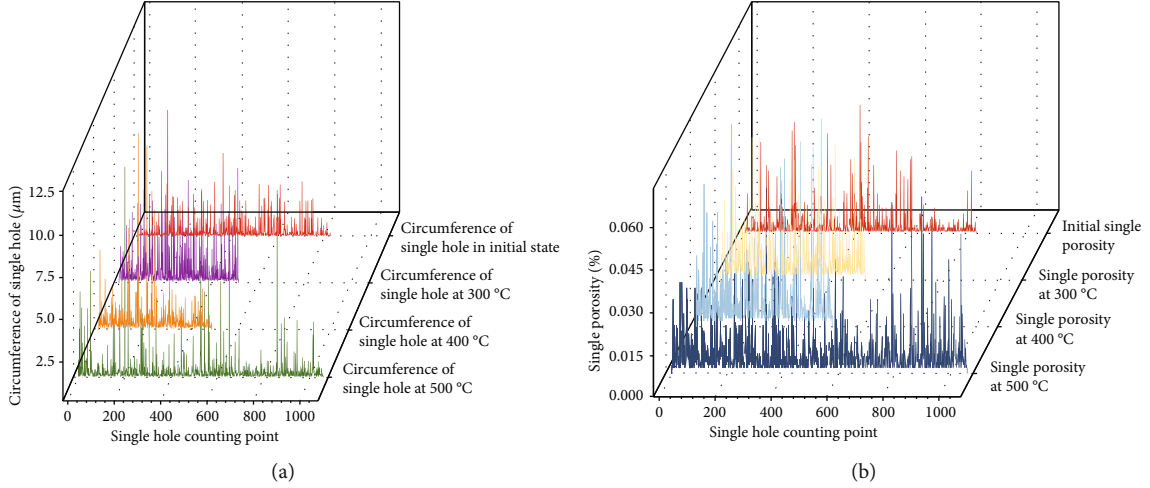 Circumference of single hole (μm)
12.5
10.0
7.5
5.0
2.5
0
200
400
600
800
1000
Single hole counting point
Circumference of
single hole in initial state
Circumference of
single hole at 300 °C
Circumference of
single hole at 400 °C
Circumference of
single hole at 500 °C
(a)
Single porosity (%)
0.060
0.045
0.030
0.015
0.000
0
200
400
600
800
1000
Single hole counting point
Initial single
porosity
Single porosity
at 300 °C
Single porosity
at 400 °C
Single porosity
at 500 °C
(b)